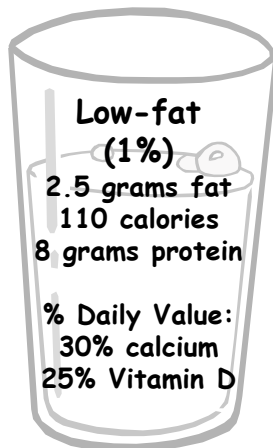 Low-fat
(1%)
2.5 grams fat
110 calories
8 grams protein
% Daily Value:
30% calcium
25% Vitamin D